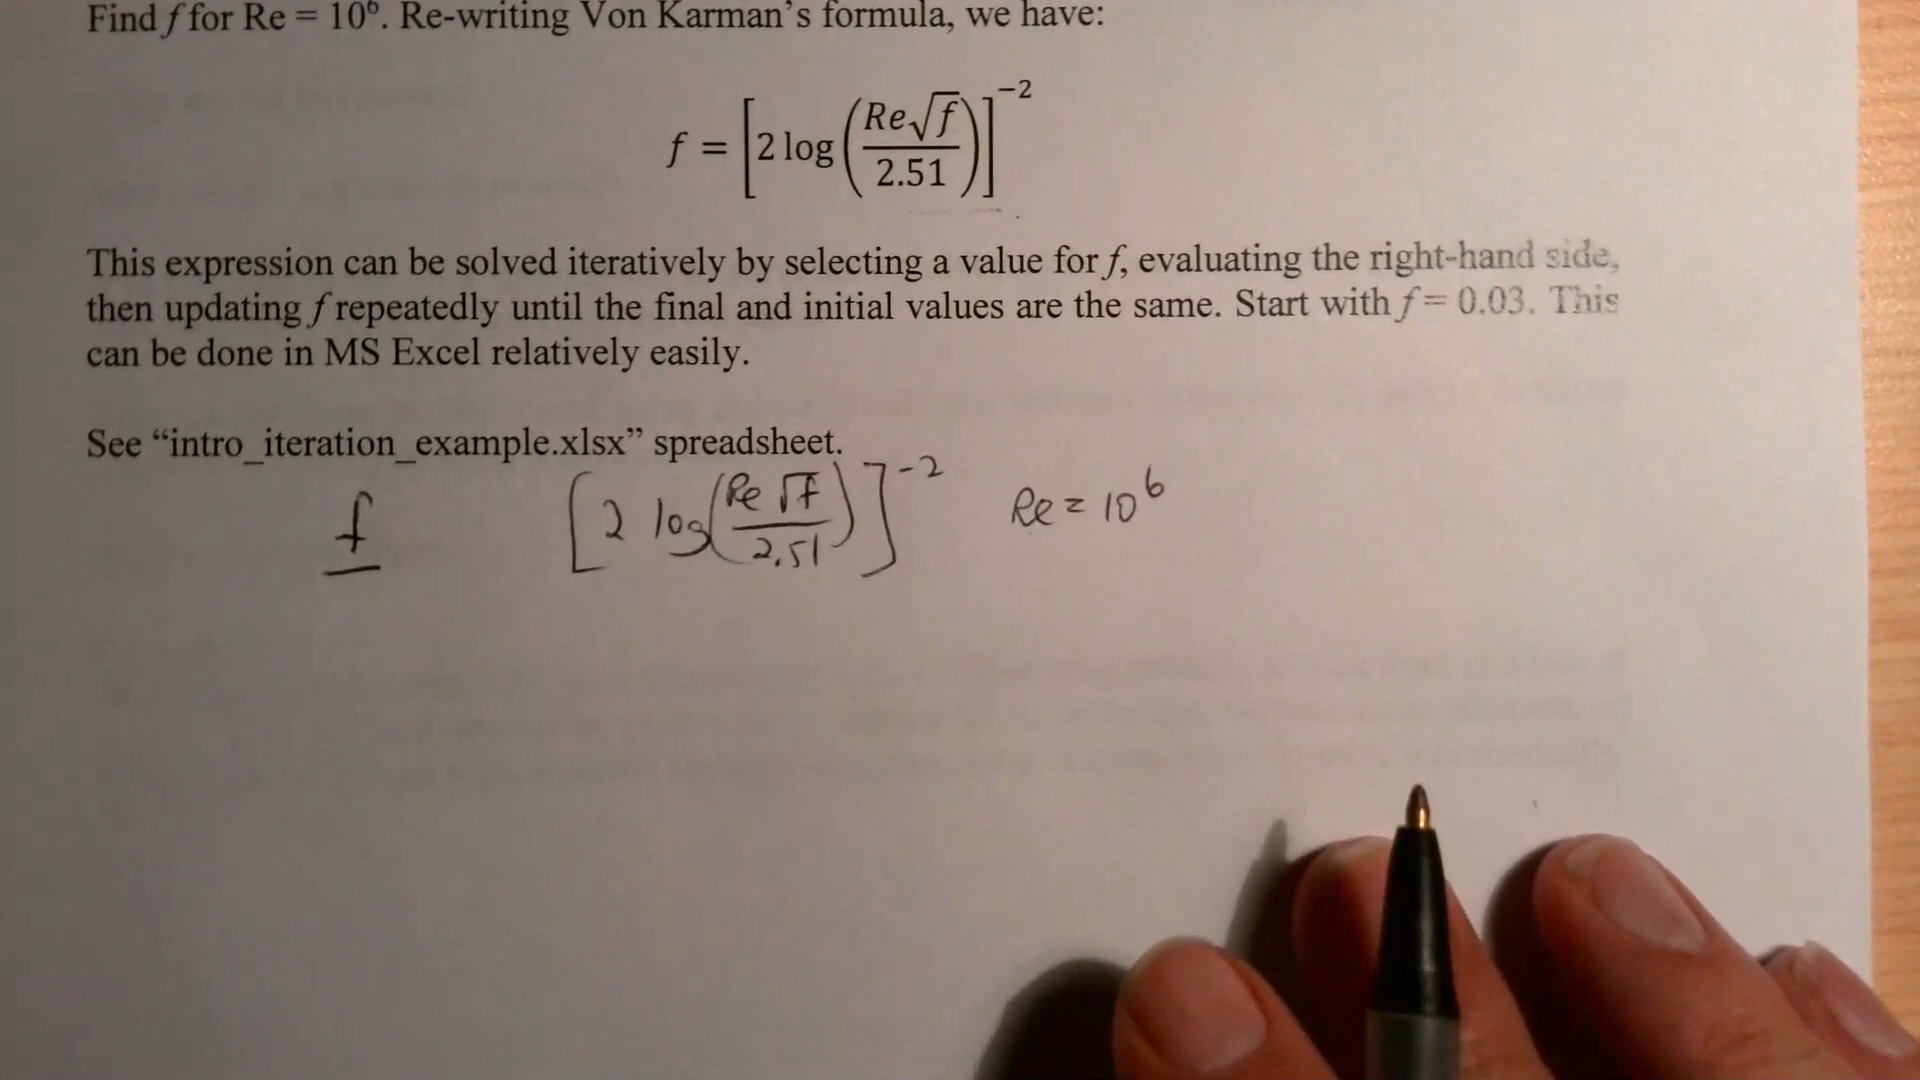 Find f for Re = 10⁶. Re-writing Von Karman's formula, we have:
f = [2 log(Re√f / 2.51)]⁻²
This expression can be solved iteratively by selecting a value for f, evaluating the right-hand side,
then updating f repeatedly until the final and initial values are the same. Start with f = 0.03. This
can be done in MS Excel relatively easily.
See “intro_iteration_example.xlsx” spreadsheet.
f [2 log(Re √f / 2.51)]⁻² Re = 10⁶